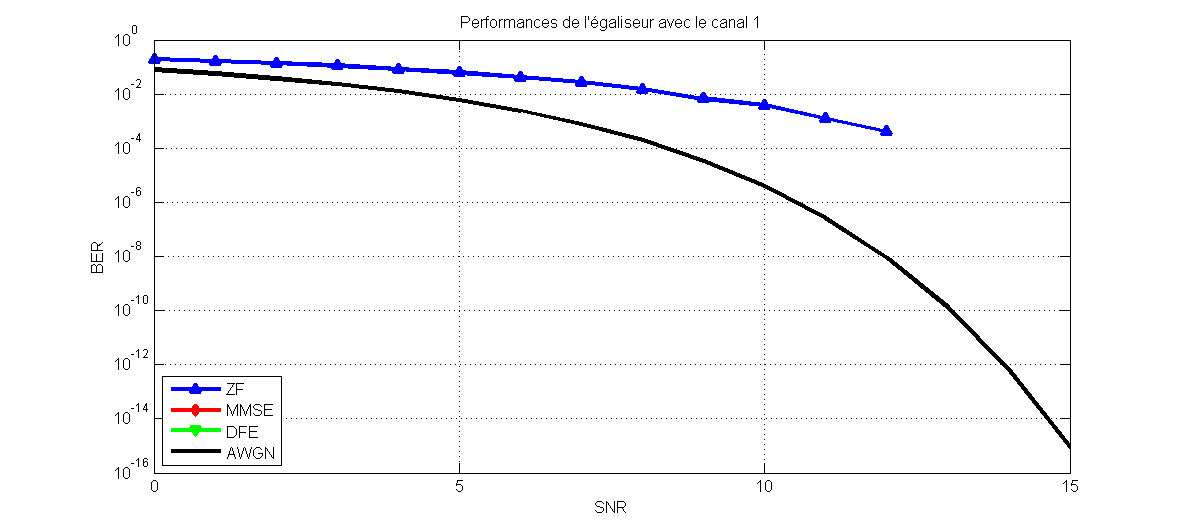 Performances de l'égaliseur avec le canal 1
10^0
10^-2
10^-4
10^-6
10^-8
10^-10
10^-12
10^-14
10^-16
BER
ZF
MMSE
DFE
AWGN
0 5 10 15
SNR